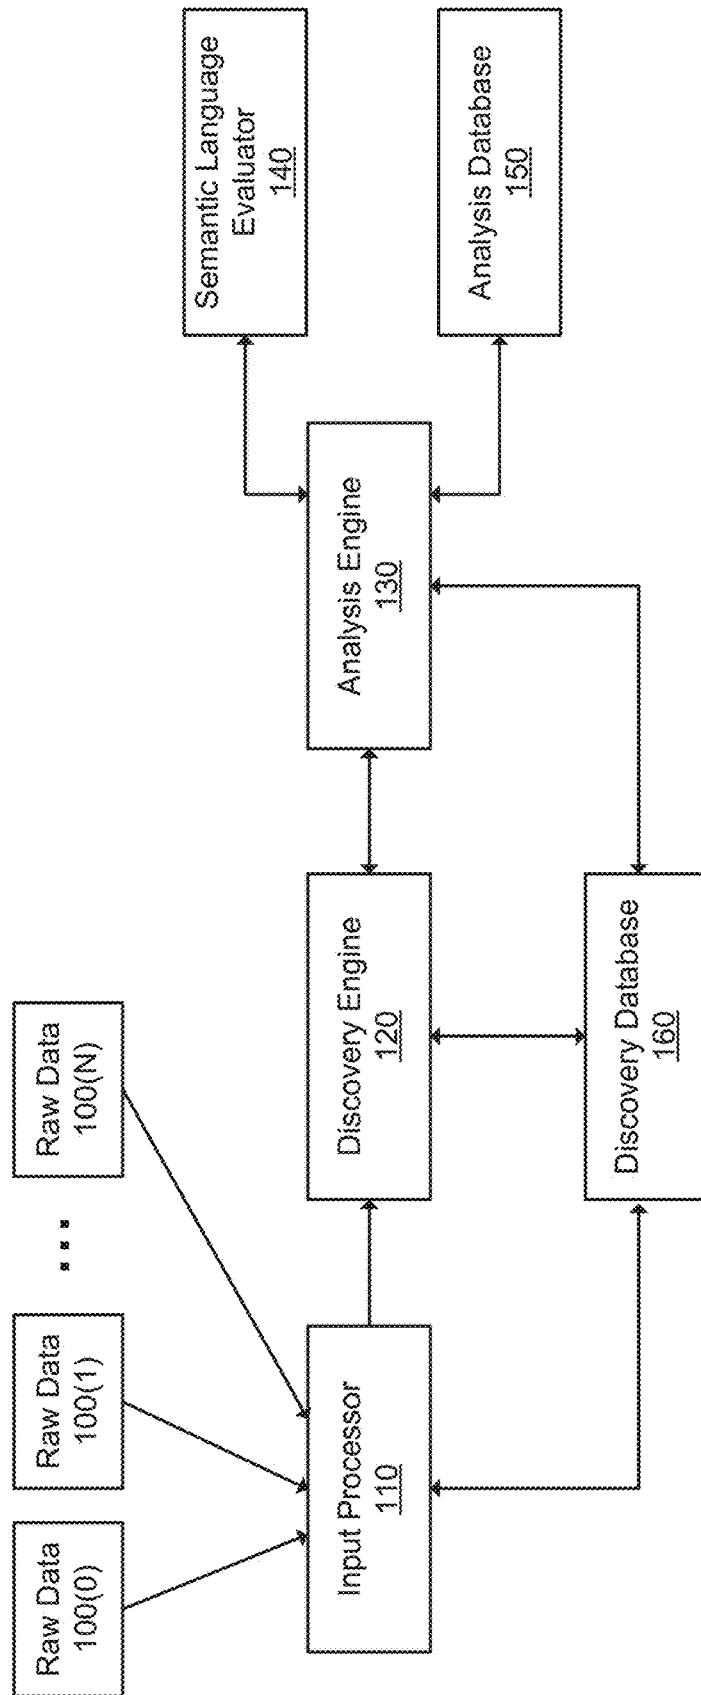 Raw Data
100(0)
Raw Data
100(1)
...
Raw Data
100(N)
Input Processor
110
Discovery Engine
120
Analysis Engine
130
Semantic Language
Evaluator
140
Analysis Database
150
Discovery Database
160